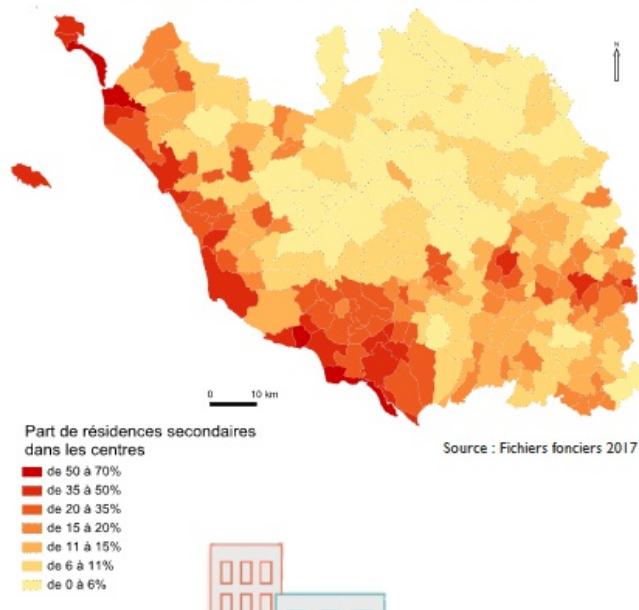 N
0 10 km
Part de résidences secondaires
dans les centres
Source : Fichiers fonciers 2017
de 50 à 70%
de 35 à 50%
de 20 à 35%
de 15 à 20%
de 11 à 15%
de 6 à 11%
de 0 à 6%